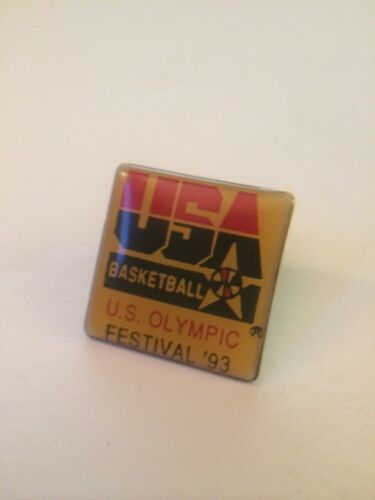 USA
BASKETBALL
®
U.S. OLYMPIC
FESTIVAL '93